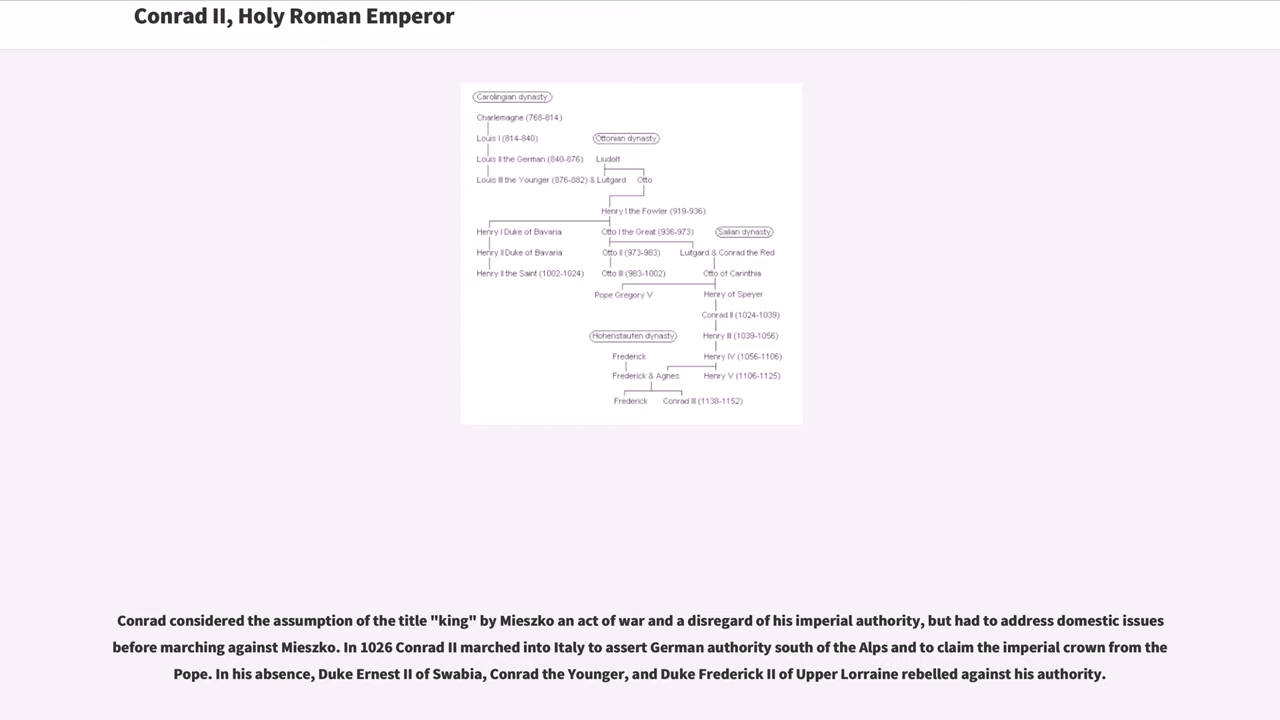 Conrad II, Holy Roman Emperor
Carolingian dynasty
Charlemagne (768-814)
Louis I (814-840) Ottonian dynasty
Louis II the German (840-876) Liudolf
Louis III the Younger (876-882) & Lutgard Otto
Henry I the Fowler (919-936)
Henry I Duke of Bavaria Otto I the Great (936-973) Salian dynasty
Henry II Duke of Bavaria Otto II (973-983) Lutgard & Conrad the Red
Henry II the Saint (1002-1024) Otto III (983-1002) Otto of Carinthia
Pope Gregory V Henry of Speyer
Conrad II (1024-1039)
Hohenstaufen dynasty Henry III (1039-1056)
Frederick Henry IV (1056-1106)
Frederick & Agnes Henry V (1106-1125)
Frederick Conrad III (1138-1152)
Conrad considered the assumption of the title "king" by Mieszko an act of war and a disregard of his imperial authority, but had to address domestic issues
before marching against Mieszko. In 1026 Conrad II marched into Italy to assert German authority south of the Alps and to claim the imperial crown from the
Pope. In his absence, Duke Ernest II of Swabia, Conrad the Younger, and Duke Frederick II of Upper Lorraine rebelled against his authority.